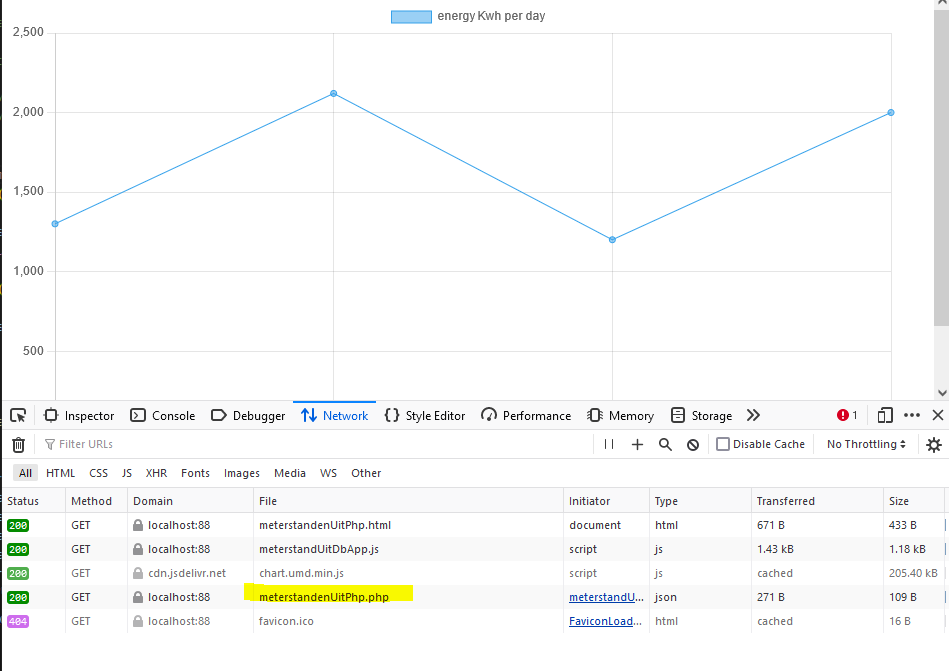 energy Kwh per day
2,500
2,000
1,500
1,000
500
Inspector Console Debugger Network Style Editor Performance Memory Storage 1
Filter URLs Disable Cache No Throttling
All HTML CSS JS XHR Fonts Images Media WS Other
Status Method Domain File Initiator Type Transferred Size
200 GET localhost:88 meterstandenUitPhp.html document html 671 B 433 B
200 GET localhost:88 meterstandUitDbApp.js script js 1.43 kB 1.18 kB
200 GET cdn.jsdelivr.net chart.umd.min.js script js cached 205.40 kB
200 GET localhost:88 meterstandenUitPhp.php meterstandU... json 271 B 109 B
404 GET localhost:88 favicon.ico FaviconLoad... html cached 16 B